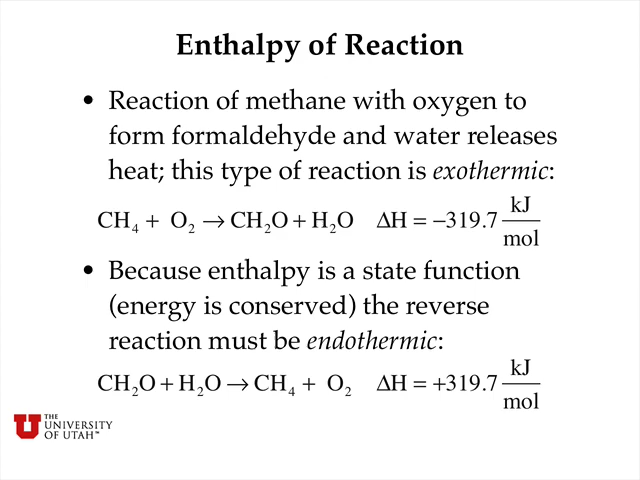 Enthalpy of Reaction
• Reaction of methane with oxygen to
form formaldehyde and water releases
heat; this type of reaction is exothermic:
CH₄ + O₂ → CH₂O + H₂O ΔH = −319.7 kJ/mol
• Because enthalpy is a state function
(energy is conserved) the reverse
reaction must be endothermic:
CH₂O + H₂O → CH₄ + O₂ ΔH = +319.7 kJ/mol
THE
UNIVERSITY
OF UTAH™